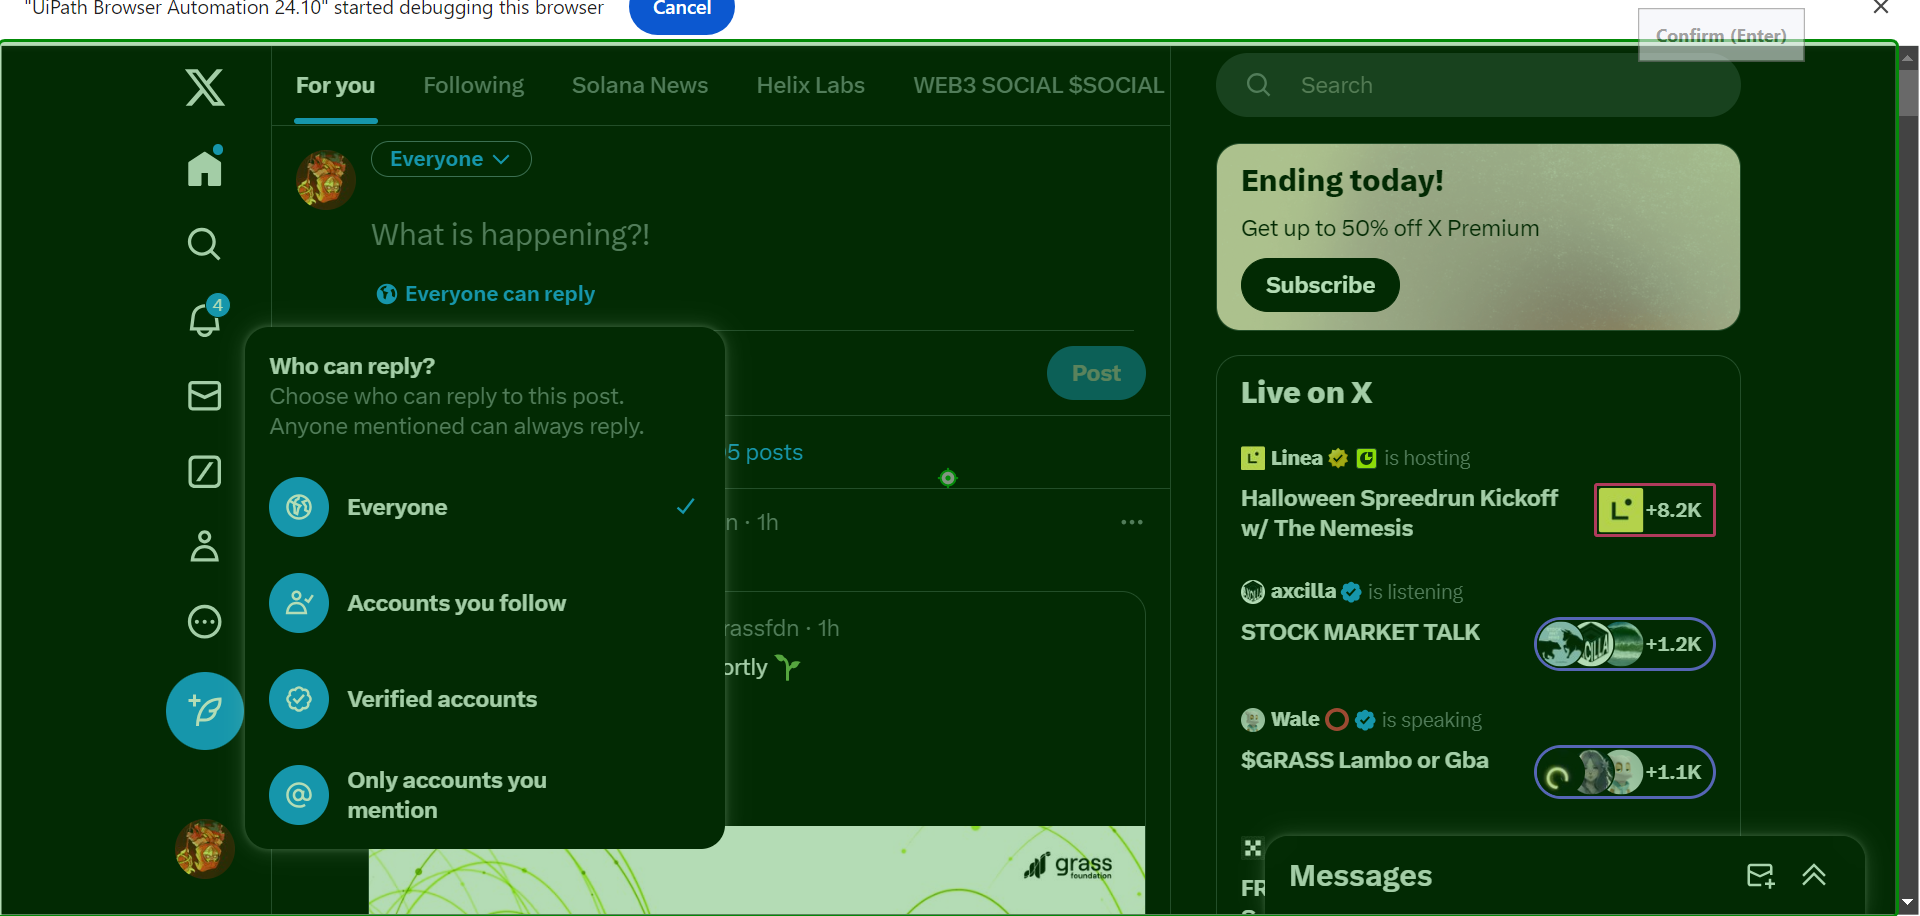 "UiPath Browser Automation 24.10" started debugging this browser
Cancel
Confirm (Enter)
For you
Following
Solana News
Helix Labs
WEB3 SOCIAL $SOCIAL
Search
Everyone
What is happening?!
Everyone can reply
4
Post
Who can reply?
Choose who can reply to this post.
Anyone mentioned can always reply.
Everyone
Accounts you follow
Verified accounts
Only accounts you
mention
5 posts
n · 1h
rassfdn · 1h
ortly
grass
foundation
Ending today!
Get up to 50% off X Premium
Subscribe
Live on X
Linea is hosting
Halloween Spreedrun Kickoff
w/ The Nemesis
+8.2K
axcilla is listening
STOCK MARKET TALK
+1.2K
Wale is speaking
$GRASS Lambo or Gba
+1.1K
FR
Messages